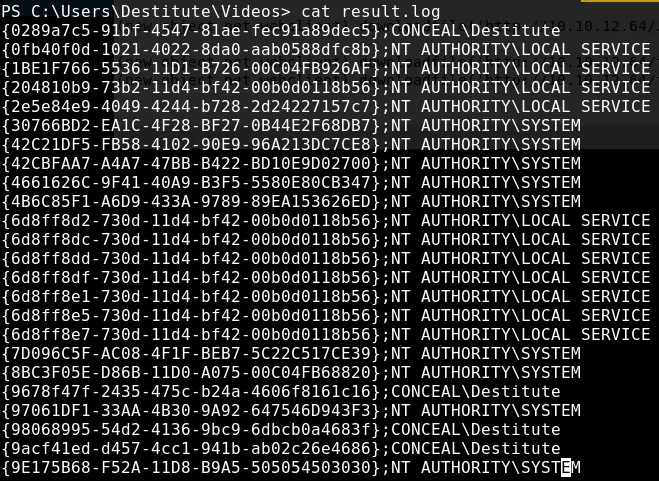 PS C:\Users\Destitute\Videos> cat result.log
{0289a7c5-91bf-4547-81ae-fec91a89dec5};CONCEAL\Destitute
{0fb40f0d-1021-4022-8da0-aab0588dfc8b};NT AUTHORITY\LOCAL SERVICE
{1BE1F766-5536-11D1-B726-00C04FB926AF};NT AUTHORITY\LOCAL SERVICE
{204810b9-73b2-11d4-bf42-00b0d0118b56};NT AUTHORITY\LOCAL SERVICE
{2e5e84e9-4049-4244-b728-2d24227157c7};NT AUTHORITY\LOCAL SERVICE
{30766BD2-EA1C-4F28-BF27-0B44E2F68DB7};NT AUTHORITY\SYSTEM
{42C21DF5-FB58-4102-90E9-96A213DC7CE8};NT AUTHORITY\SYSTEM
{42CBFAA7-A4A7-47BB-B422-BD10E9D02700};NT AUTHORITY\SYSTEM
{4661626C-9F41-40A9-B3F5-5580E80CB347};NT AUTHORITY\SYSTEM
{4B6C85F1-A6D9-433A-9789-89EA153626ED};NT AUTHORITY\SYSTEM
{6d8ff8d2-730d-11d4-bf42-00b0d0118b56};NT AUTHORITY\LOCAL SERVICE
{6d8ff8dc-730d-11d4-bf42-00b0d0118b56};NT AUTHORITY\LOCAL SERVICE
{6d8ff8dd-730d-11d4-bf42-00b0d0118b56};NT AUTHORITY\LOCAL SERVICE
{6d8ff8df-730d-11d4-bf42-00b0d0118b56};NT AUTHORITY\LOCAL SERVICE
{6d8ff8e1-730d-11d4-bf42-00b0d0118b56};NT AUTHORITY\LOCAL SERVICE
{6d8ff8e5-730d-11d4-bf42-00b0d0118b56};NT AUTHORITY\LOCAL SERVICE
{6d8ff8e7-730d-11d4-bf42-00b0d0118b56};NT AUTHORITY\LOCAL SERVICE
{7D096C5F-AC08-4F1F-BEB7-5C22C517CE39};NT AUTHORITY\SYSTEM
{8BC3F05E-D86B-11D0-A075-00C04FB68820};NT AUTHORITY\SYSTEM
{9678f47f-2435-475c-b24a-4606f8161c16};CONCEAL\Destitute
{97061DF1-33AA-4B30-9A92-647546D943F3};NT AUTHORITY\SYSTEM
{98068995-54d2-4136-9bc9-6dbcb0a4683f};CONCEAL\Destitute
{9acf41ed-d457-4cc1-941b-ab02c26e4686};CONCEAL\Destitute
{9E175B68-F52A-11D8-B9A5-505054503030};NT AUTHORITY\SYSTEM